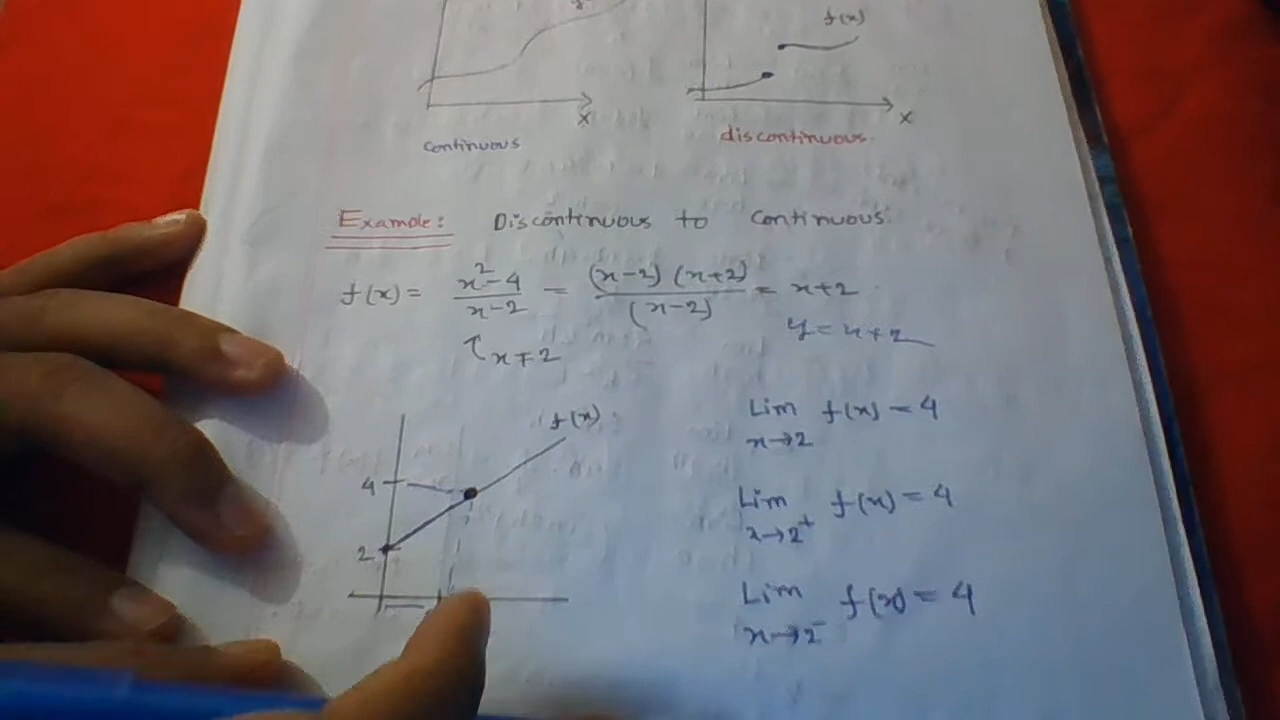 f(x)
x x
continuous discontinuous.
Example: Discontinuous to Continuous.
f(x) = x²-4 / x-2 = (x-2) (x+2) / (x-2) = x+2
x≠2 y = x+2
Lim x→2 f(x) = 4
f(x)
4
Lim x→2⁺ f(x) = 4
2
Lim x→2⁻ f(x) = 4